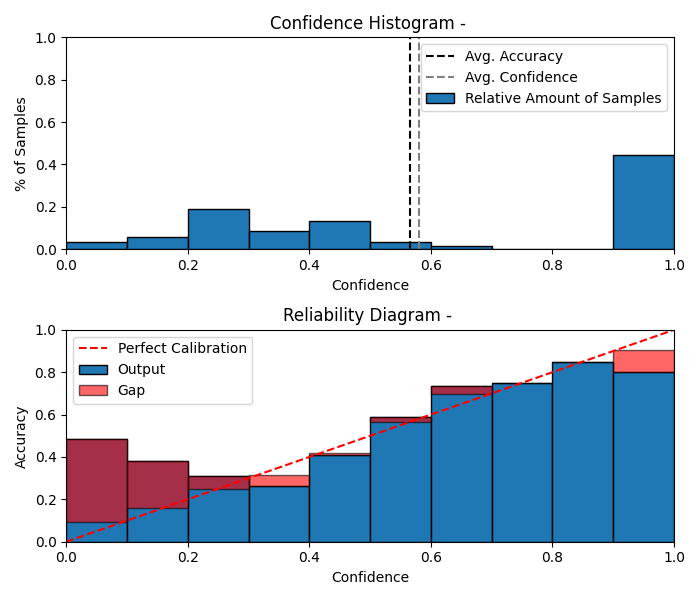 Confidence Histogram -
1.0
0.8
0.6
0.4
0.2
0.0
% of Samples
Avg. Accuracy
Avg. Confidence
Relative Amount of Samples
0.0 0.2 0.4 0.6 0.8 1.0
Confidence
Reliability Diagram -
1.0
0.8
0.6
0.4
0.2
0.0
Accuracy
Perfect Calibration
Output
Gap
0.0 0.2 0.4 0.6 0.8 1.0
Confidence